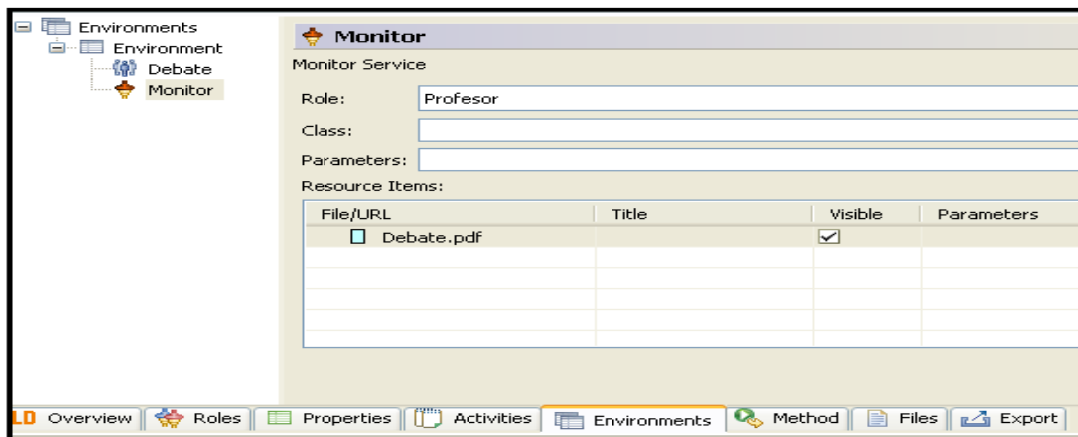 Environments
Environment
Debate
Monitor
Monitor
Monitor Service
Role: Profesor
Class:
Parameters:
Resource Items:
File/URL Title Visible Parameters
Debate.pdf
LD Overview Roles Properties Activities Environments Method Files Export